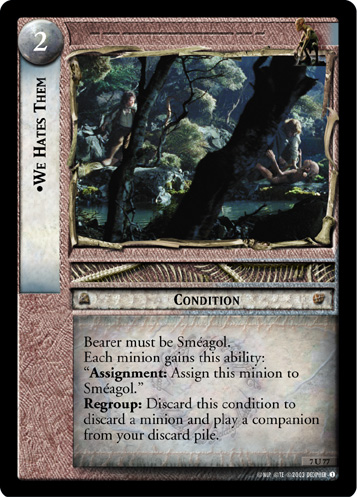 2
•WE HATES THEM
CONDITION
Bearer must be Sméagol.
Each minion gains this ability:
“Assignment: Assign this minion to
Sméagol.”
Regroup: Discard this condition to
discard a minion and play a companion
from your discard pile.